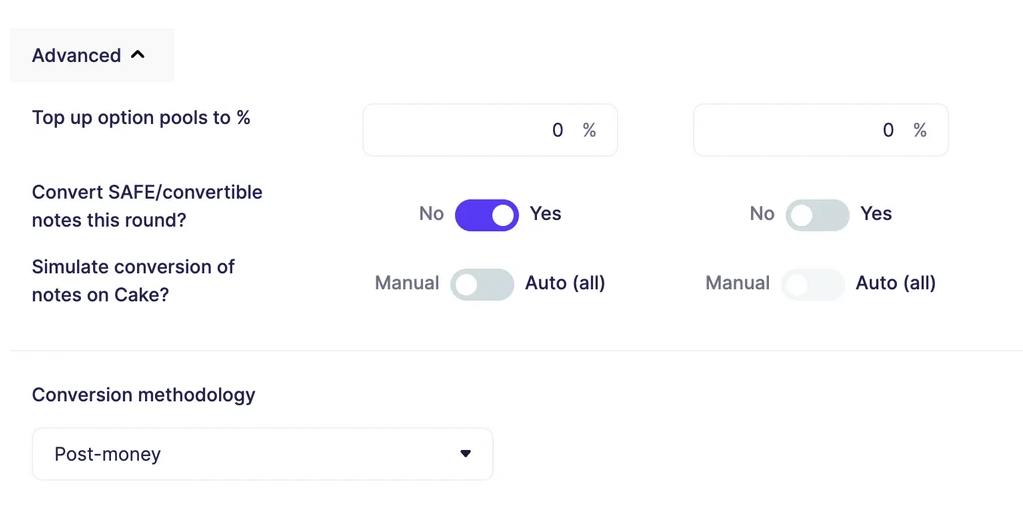 Advanced
Top up option pools to %
0 %
0 %
Convert SAFE/convertible
notes this round?
No Yes
No Yes
Simulate conversion of
notes on Cake?
Manual Auto (all)
Manual Auto (all)
Conversion methodology
Post-money